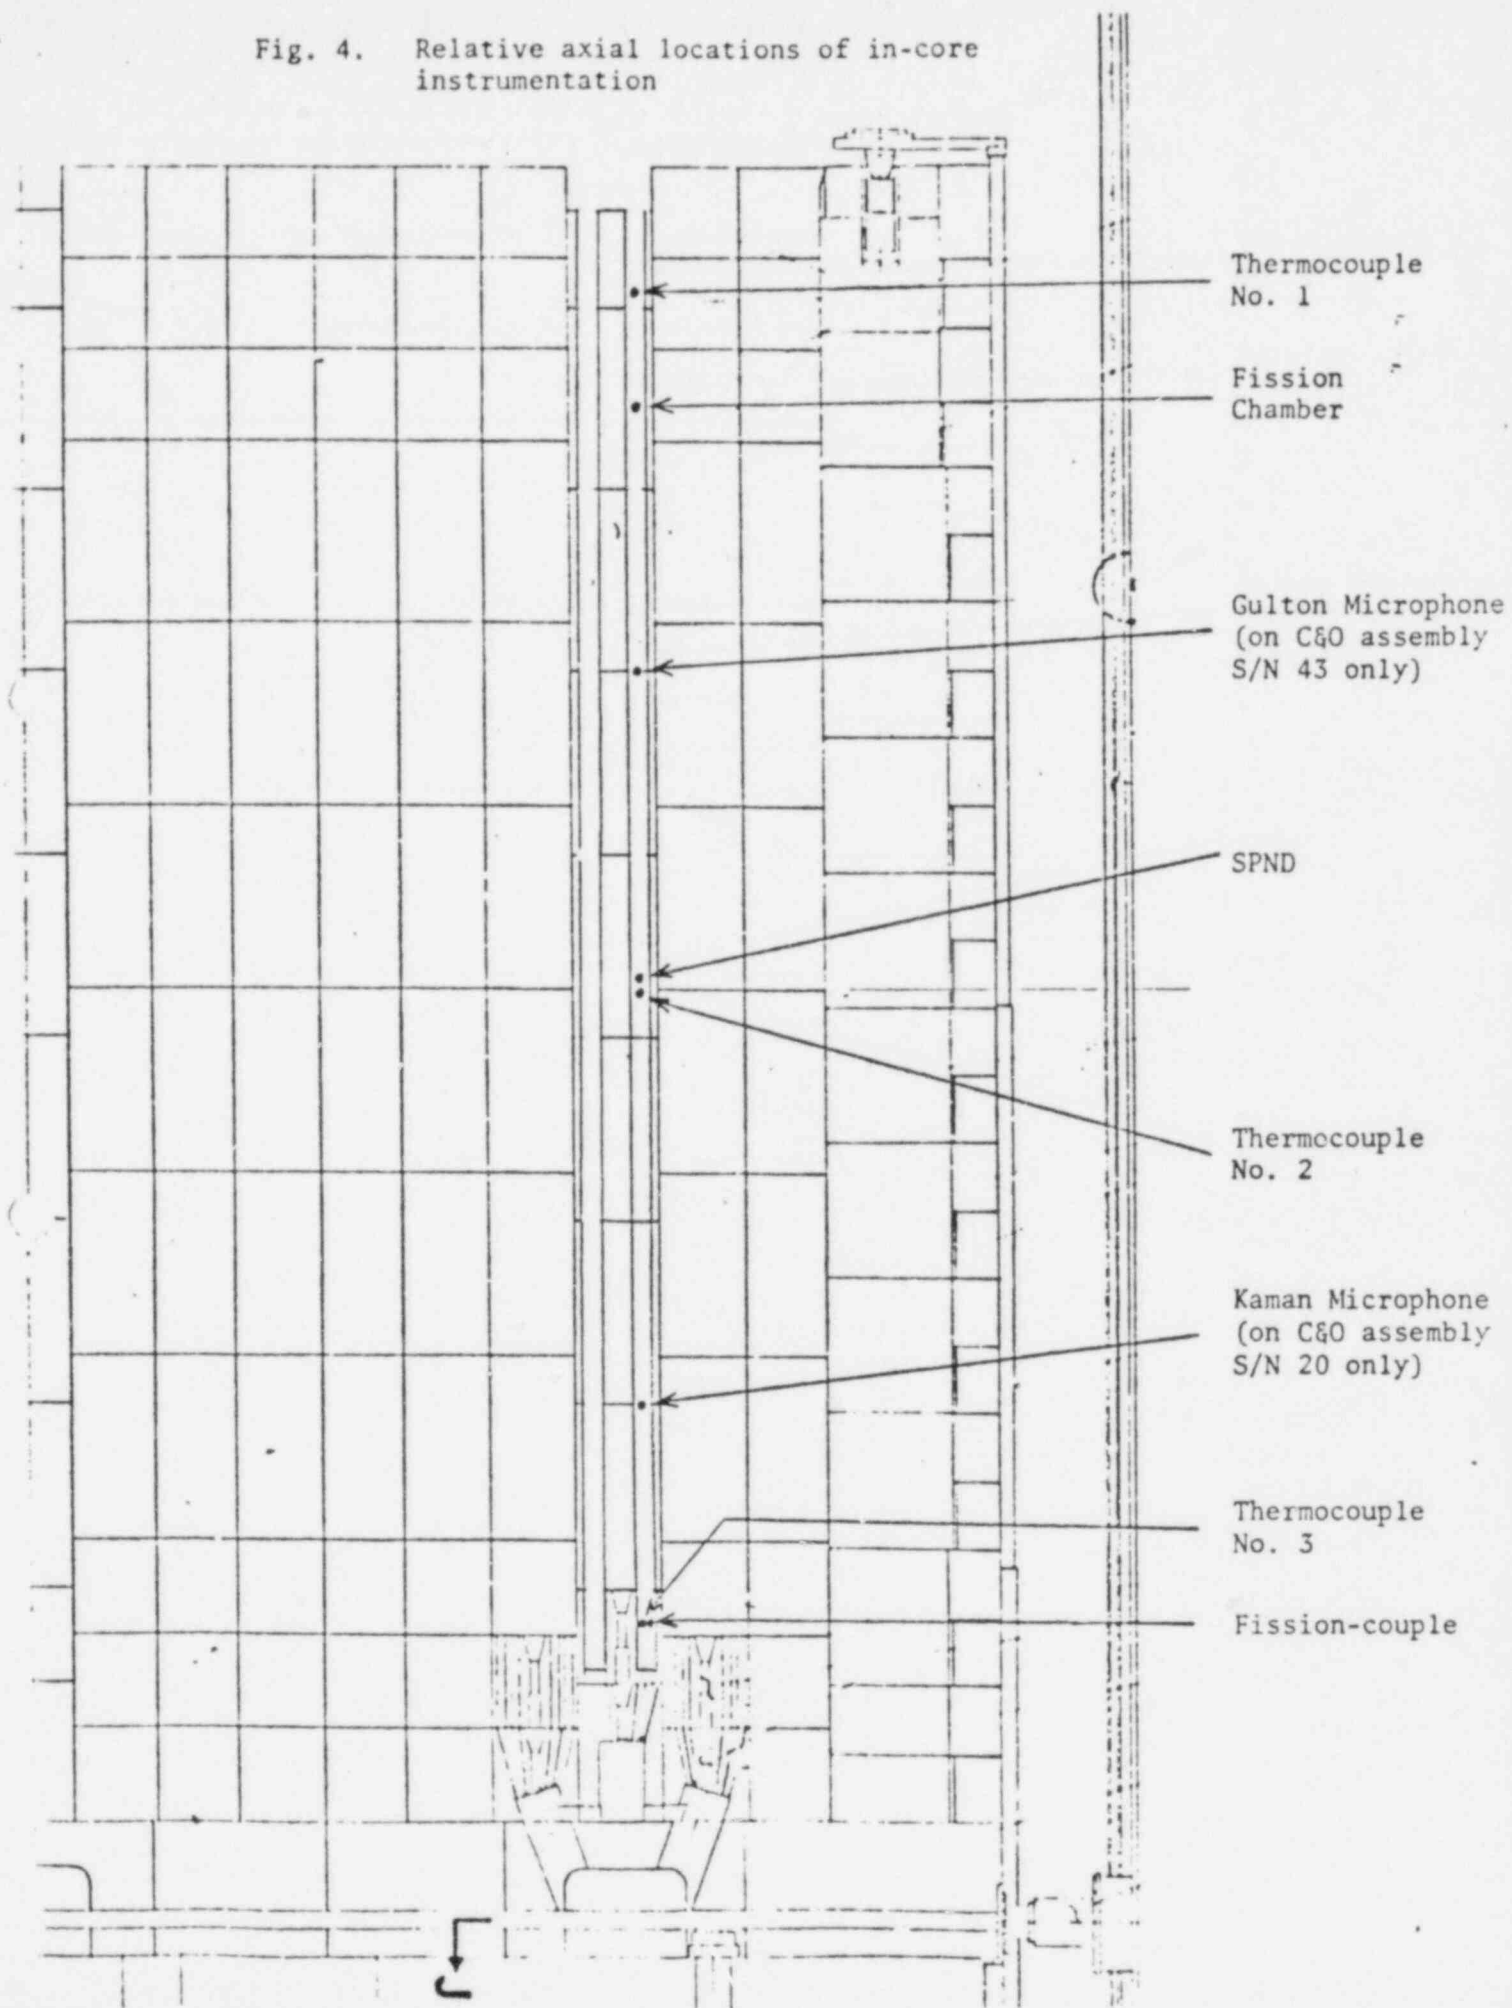 Fig. 4. Relative axial locations of in-core
instrumentation
Thermocouple
No. 1
Fission
Chamber
Gulton Microphone
(on C&O assembly
S/N 43 only)
SPND
Thermocouple
No. 2
Kaman Microphone
(on C&O assembly
S/N 20 only)
Thermocouple
No. 3
Fission-couple